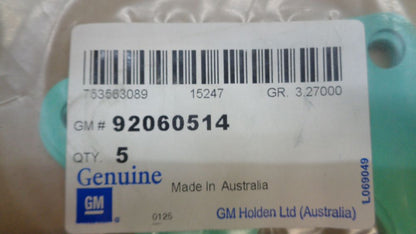 753563089 15247 GR. 3.27000
GM # 92060514
QTY. 5
Genuine Made In Australia
GM
0125 GM Holden Ltd (Australia)
L069049